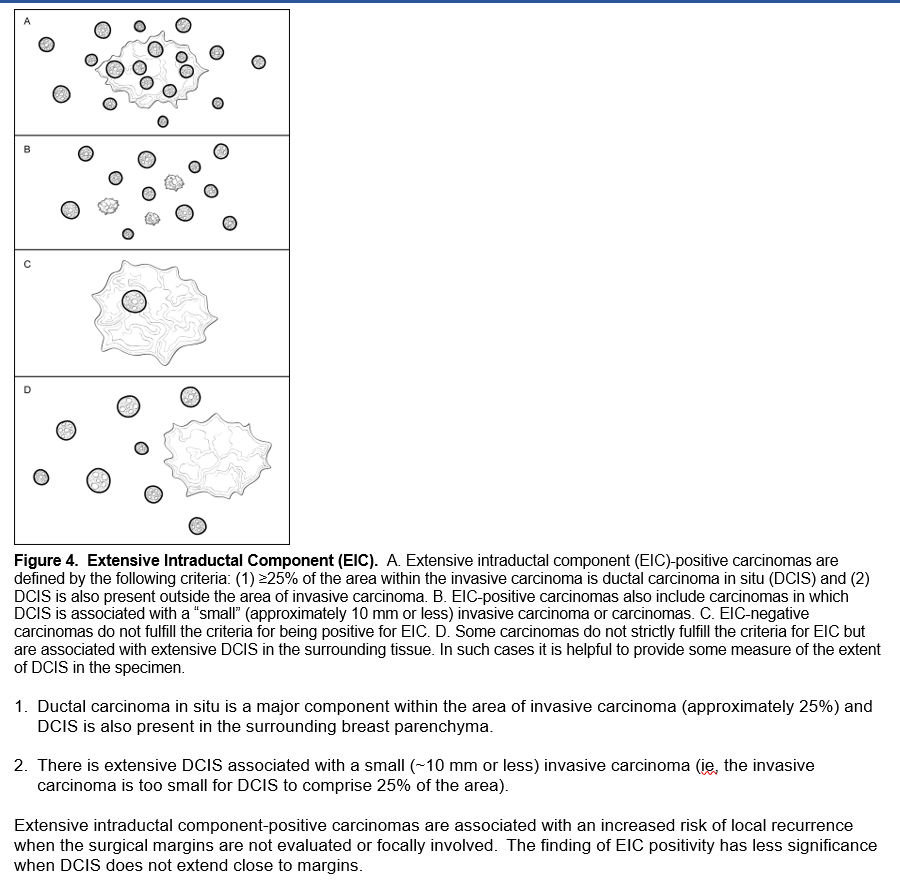 A
B
C
D
Figure 4. Extensive Intraductal Component (EIC). A. Extensive intraductal component (EIC)-positive carcinomas are
defined by the following criteria: (1) ≥25% of the area within the invasive carcinoma is ductal carcinoma in situ (DCIS) and (2)
DCIS is also present outside the area of invasive carcinoma. B. EIC-positive carcinomas also include carcinomas in which
DCIS is associated with a “small” (approximately 10 mm or less) invasive carcinoma or carcinomas. C. EIC-negative
carcinomas do not fulfill the criteria for being positive for EIC. D. Some carcinomas do not strictly fulfill the criteria for EIC but
are associated with extensive DCIS in the surrounding tissue. In such cases it is helpful to provide some measure of the extent
of DCIS in the specimen.
1. Ductal carcinoma in situ is a major component within the area of invasive carcinoma (approximately 25%) and
DCIS is also present in the surrounding breast parenchyma.
2. There is extensive DCIS associated with a small (~10 mm or less) invasive carcinoma (ie, the invasive
carcinoma is too small for DCIS to comprise 25% of the area).
Extensive intraductal component-positive carcinomas are associated with an increased risk of local recurrence
when the surgical margins are not evaluated or focally involved. The finding of EIC positivity has less significance
when DCIS does not extend close to margins.